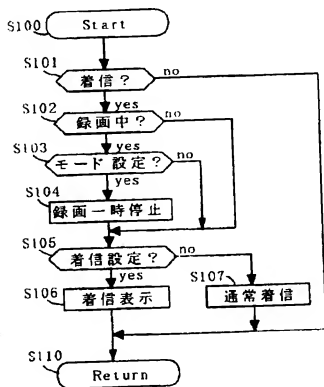 S100
Start
S101
着信?
no
yes
S102
録画中?
no
yes
S103
モード設定?
no
yes
S104
録画一時停止
S105
着信設定?
no
yes
S106
着信表示
S107
通常着信
S110
Return